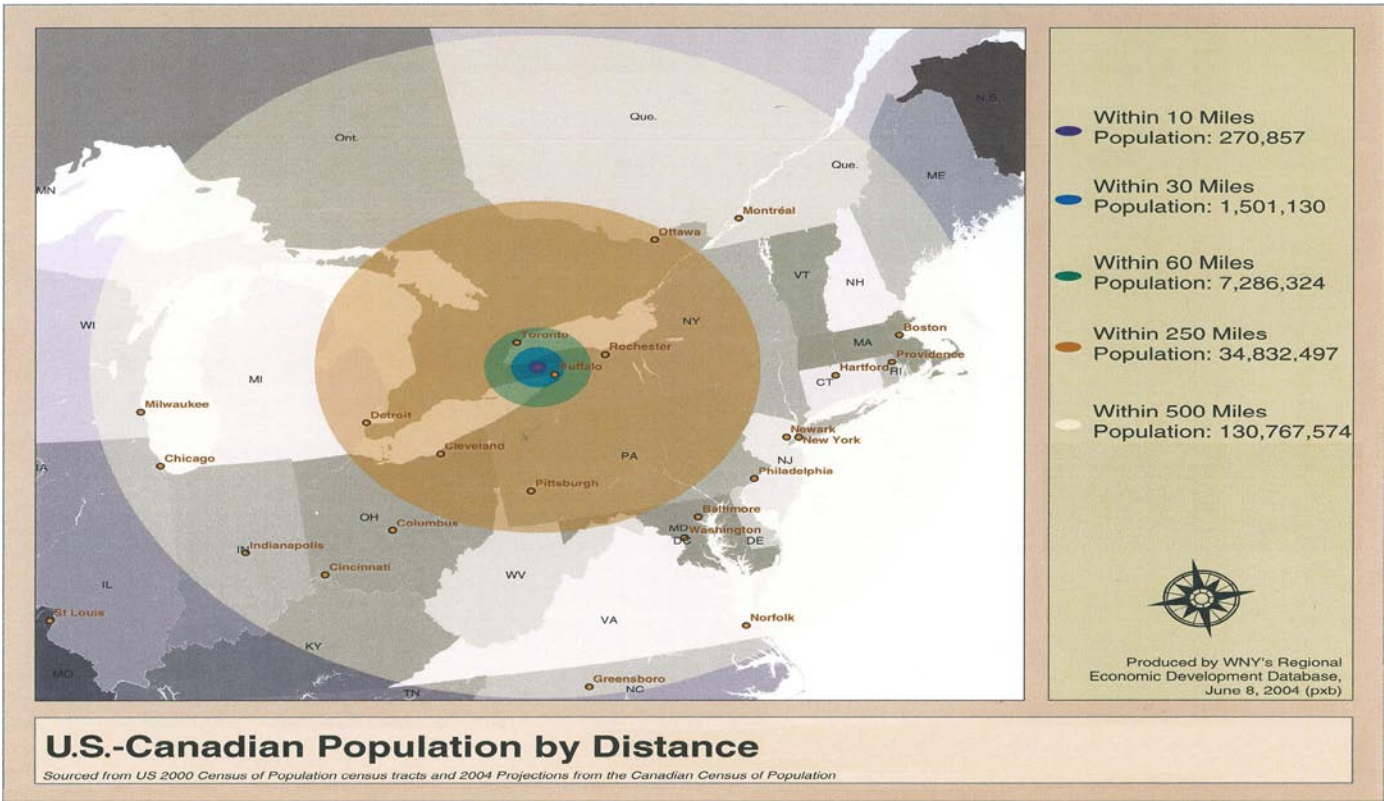 Ont.
Que.
N.S.
Que.
ME
MN
Montréal
Ottawa
VT
NH
WI
NY
Toronto
Boston
Rochester
MA
Providence
Buffalo
Hartford
RI
CT
MI
Milwaukee
Detroit
Newark
New York
Cleveland
PA
NJ
Chicago
IA
Philadelphia
Pittsburgh
OH
Columbus
Baltimore
MD
Washington
DC
DE
IN
Indianapolis
Cincinnati
WV
IL
St Louis
VA
Norfolk
KY
MO
Greensboro
TN
NC
Within 10 Miles
Population: 270,857
Within 30 Miles
Population: 1,501,130
Within 60 Miles
Population: 7,286,324
Within 250 Miles
Population: 34,832,497
Within 500 Miles
Population: 130,767,574
Produced by WNY's Regional
Economic Development Database,
June 8, 2004 (pxb)
U.S.-Canadian Population by Distance
Sourced from US 2000 Census of Population census tracts and 2004 Projections from the Canadian Census of Population